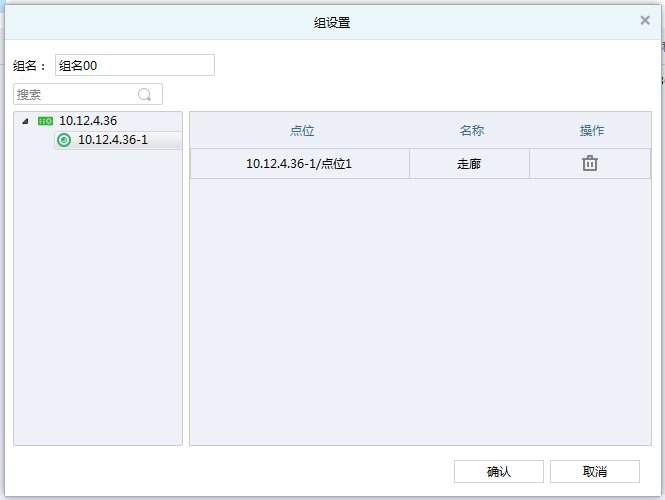 组设置
组名： 组名00
搜索
10.12.4.36
10.12.4.36-1
点位 名称 操作
10.12.4.36-1/点位1 走廊
确认 取消